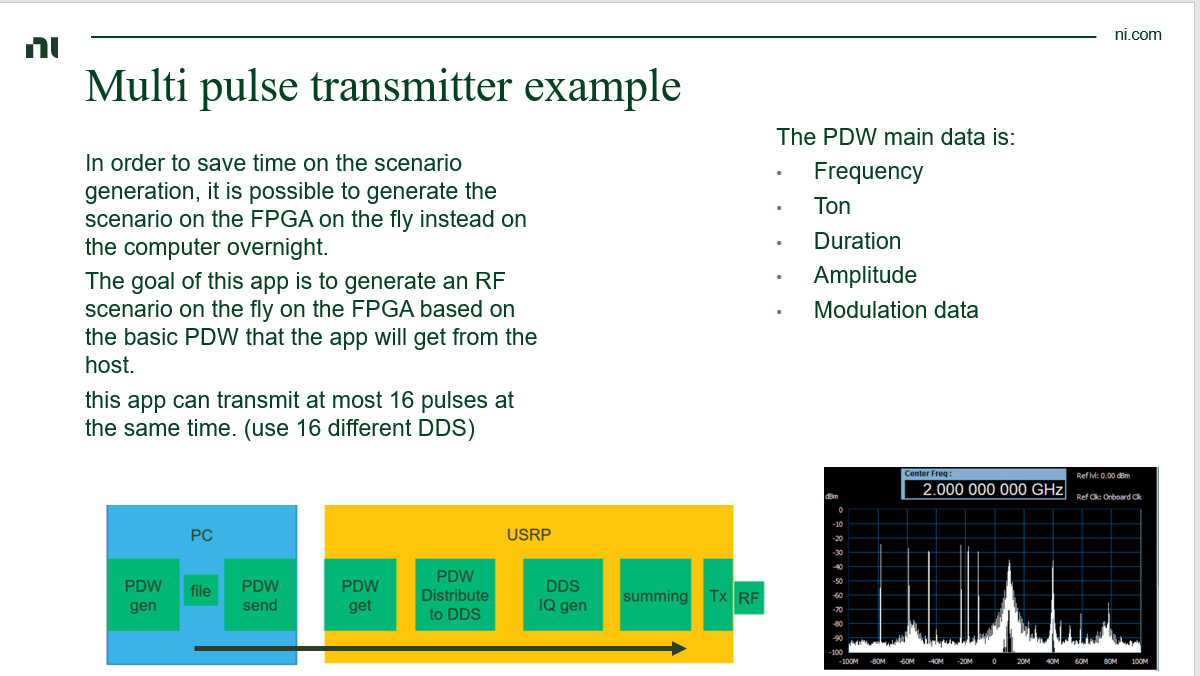 ni
ni.com
Multi pulse transmitter example
In order to save time on the scenario
generation, it is possible to generate the
scenario on the FPGA on the fly instead on
the computer overnight.
The goal of this app is to generate an RF
scenario on the fly on the FPGA based on
the basic PDW that the app will get from the
host.
this app can transmit at most 16 pulses at
the same time. (use 16 different DDS)
The PDW main data is:
• Frequency
• Ton
• Duration
• Amplitude
• Modulation data
PC
PDW
gen
file
PDW
send
USRP
PDW
get
PDW
Distribute
to DDS
DDS
IQ gen
summing
Tx
RF
Center Freq :
2.000 000 000 GHz
Ref lvl: 0.00 dBm
Ref Clk: Onboard Clk
dBm
0
-10
-20
-30
-40
-50
-60
-70
-80
-90
-100
-100M -80M -60M -40M -20M 0 20M 40M 60M 80M 100M